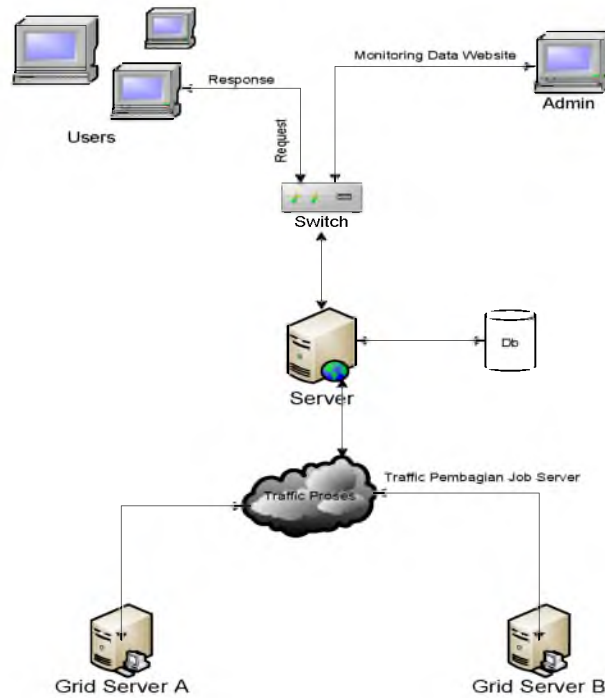 Monitoring Data Website
Response
Admin
Users
Request
Switch
Db
Server
Traffic Pembagian Job Server
Traffic Proses
Grid Server A
Grid Server B